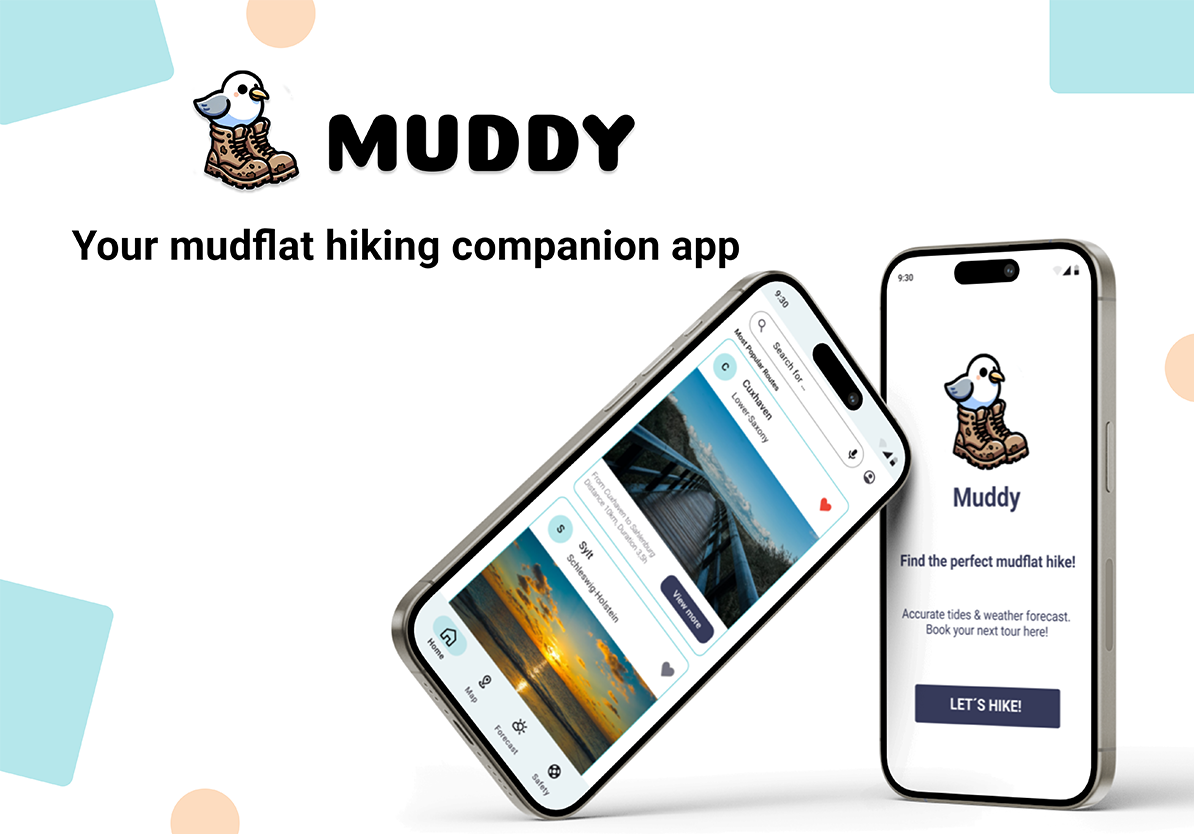 MUDDY
Your mudflat hiking companion app
9:30
Search for ...
Most Popular Routes
C
Cuxhaven
Lower-Saxony
From Cuxhaven to Sahlenburg
Distance 10km, Duration 3,5h
View more
S
Sylt
Schleswig-Holstein
Home
Map
Forecast
Safety
9:30
Muddy
Find the perfect mudflat hike!
Accurate tides & weather forecast.
Book your next tour here!
LET´S HIKE!